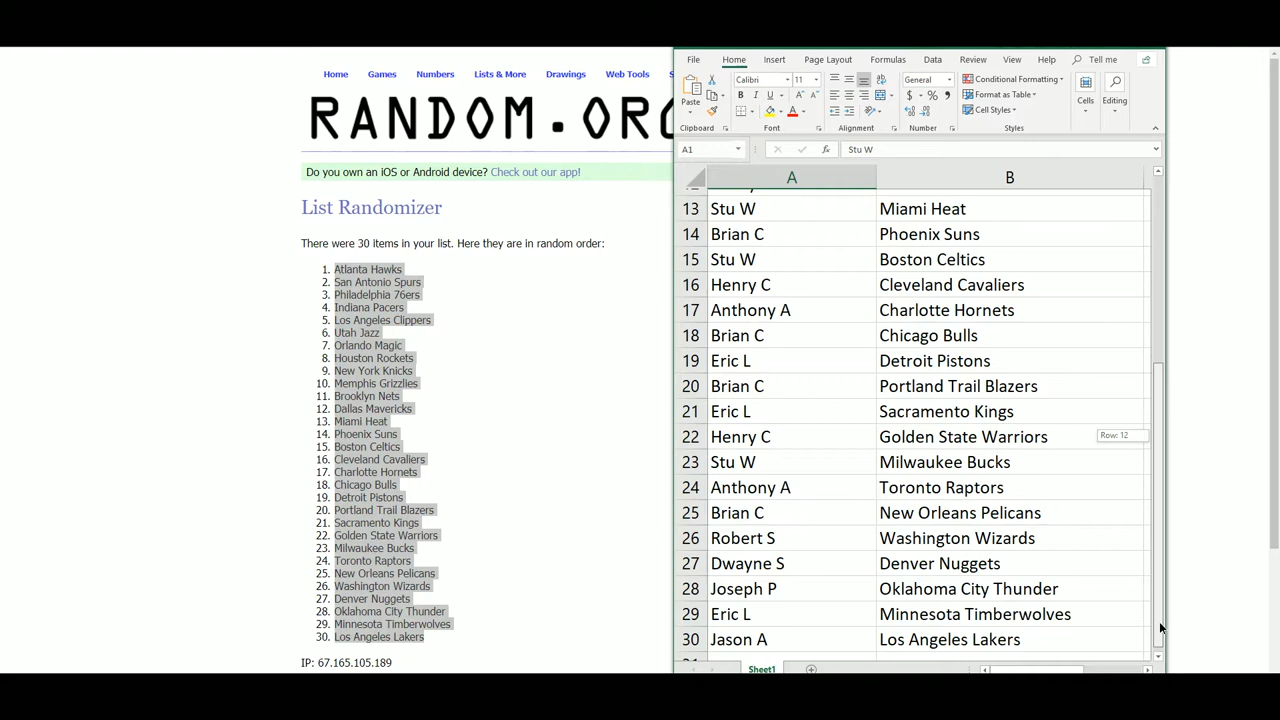 Home Games Numbers Lists & More Drawings Web Tools S
RANDOM.ORG
Do you own an iOS or Android device? Check out our app!
List Randomizer
There were 30 items in your list. Here they are in random order:
1. Atlanta Hawks
2. San Antonio Spurs
3. Philadelphia 76ers
4. Indiana Pacers
5. Los Angeles Clippers
6. Utah Jazz
7. Orlando Magic
8. Houston Rockets
9. New York Knicks
10. Memphis Grizzlies
11. Brooklyn Nets
12. Dallas Mavericks
13. Miami Heat
14. Phoenix Suns
15. Boston Celtics
16. Cleveland Cavaliers
17. Charlotte Hornets
18. Chicago Bulls
19. Detroit Pistons
20. Portland Trail Blazers
21. Sacramento Kings
22. Golden State Warriors
23. Milwaukee Bucks
24. Toronto Raptors
25. New Orleans Pelicans
26. Washington Wizards
27. Denver Nuggets
28. Oklahoma City Thunder
29. Minnesota Timberwolves
30. Los Angeles Lakers
IP: 67.165.105.189
File Home Insert Page Layout Formulas Data Review View Help Tell me
Calibri 11 General Conditional Formatting
Format as Table
Paste B I U A $ % Cell Styles Cells Editing
Clipboard Font Alignment Number Styles
A1 fx Stu W
A B
13 Stu W Miami Heat
14 Brian C Phoenix Suns
15 Stu W Boston Celtics
16 Henry C Cleveland Cavaliers
17 Anthony A Charlotte Hornets
18 Brian C Chicago Bulls
19 Eric L Detroit Pistons
20 Brian C Portland Trail Blazers
21 Eric L Sacramento Kings
22 Henry C Golden State Warriors
Row: 12
23 Stu W Milwaukee Bucks
24 Anthony A Toronto Raptors
25 Brian C New Orleans Pelicans
26 Robert S Washington Wizards
27 Dwayne S Denver Nuggets
28 Joseph P Oklahoma City Thunder
29 Eric L Minnesota Timberwolves
30 Jason A Los Angeles Lakers
Sheet1